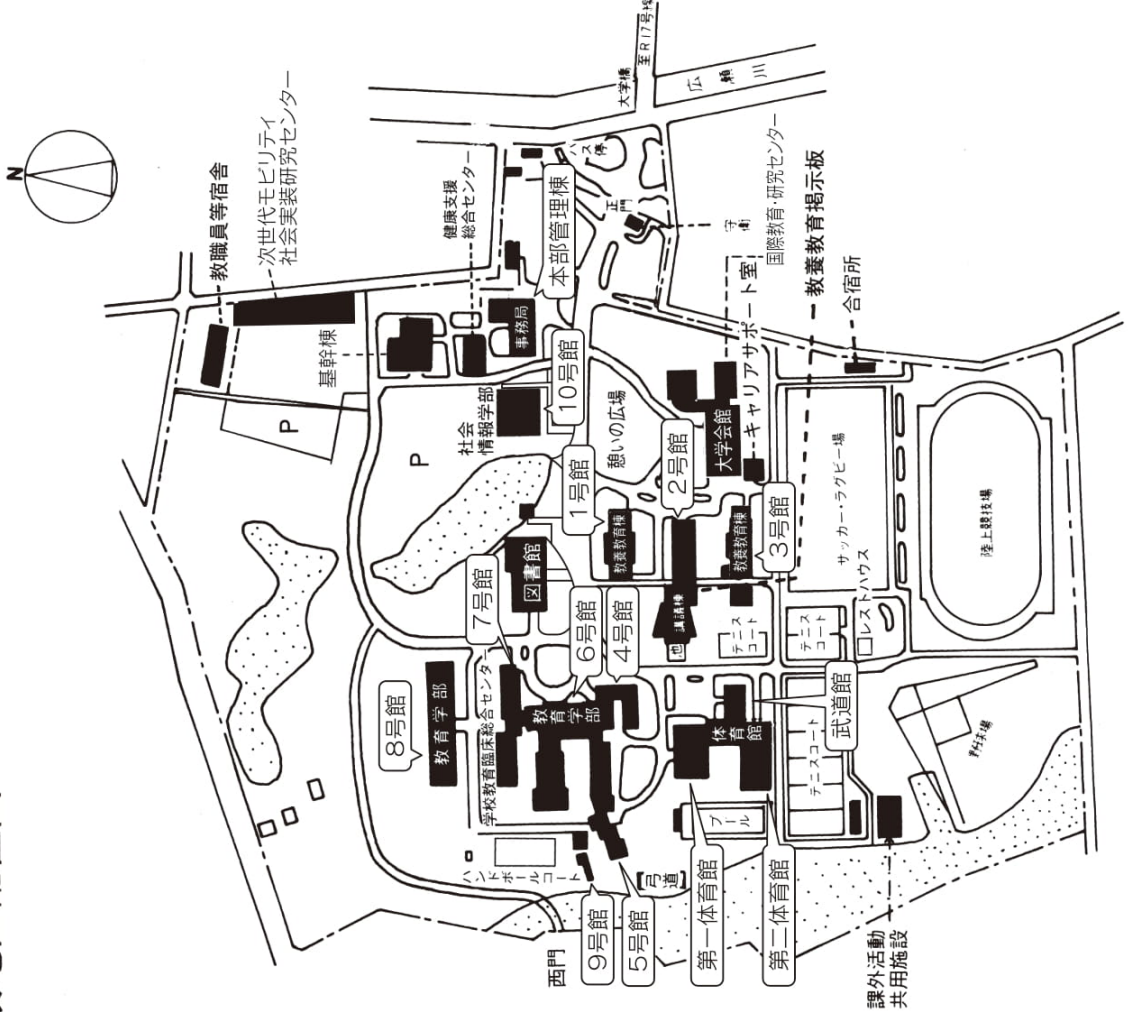 N
教職員等宿舎
次世代モビリティ
社会実装研究センター
基幹棟
P
P
健康支援
総合センター
事務局
本部管理棟
バス停
正門
守衛
大学橋
至R17号線
広瀬川
国際教育・研究センター
社会
情報学部
10号館
憩いの広場
大学会館
キャリアサポート室
教養教育掲示板
合宿所
1号館
教養教育棟
2号館
講議棟
池
教養教育棟
3号館
図書館
7号館
6号館
4号館
教育学部
8号館
教育学部
学校教育臨床総合センター
ハンドボールコート
弓道
西門
9号館
5号館
第一体育館
第二体育館
体育館
武道館
プール
テニス
コート
テニス
コート
テニスコート
サッカー・ラグビー場
レストハウス
陸上競技場
野球場
課外活動
共用施設